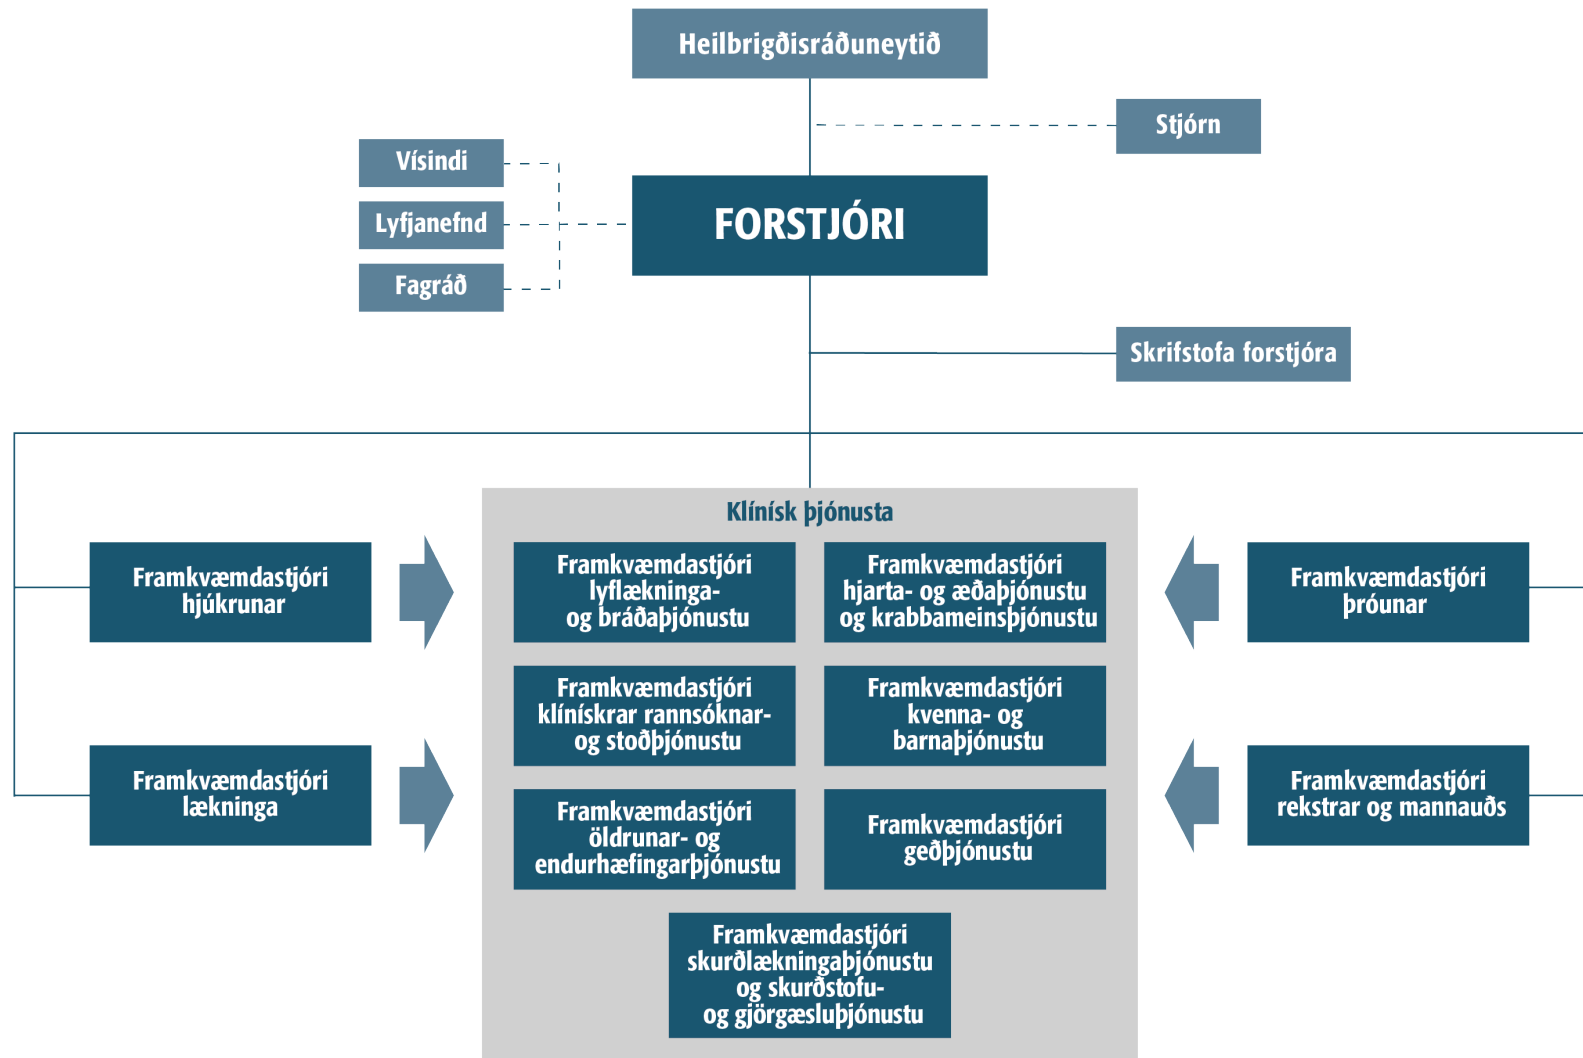 Heilbrigðisráðuneytið
Stjórn
Vísindi
Lyfjanefnd
Fagráð
FORSTJÓRI
Skrifstofa forstjóra
Klínísk þjónusta
Framkvæmdastjóri
hjúkrunar
Framkvæmdastjóri
lækninga
Framkvæmdastjóri
lyflækninga-
og bráðaþjónustu
Framkvæmdastjóri
hjarta- og æðaþjónustu
og krabbameinsþjónustu
Framkvæmdastjóri
klínískrar rannsóknar-
og stoðþjónustu
Framkvæmdastjóri
kvenna- og
barnaþjónustu
Framkvæmdastjóri
öldrunar- og
endurhæfingarþjónustu
Framkvæmdastjóri
geðþjónustu
Framkvæmdastjóri
skurðlækningaþjónustu
og skurðstofu-
og gjörgæsluþjónustu
Framkvæmdastjóri
þróunar
Framkvæmdastjóri
rekstrar og mannauðs